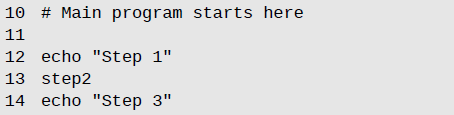 10 # Main program starts here
11
12 echo "Step 1"
13 step2
14 echo "Step 3"